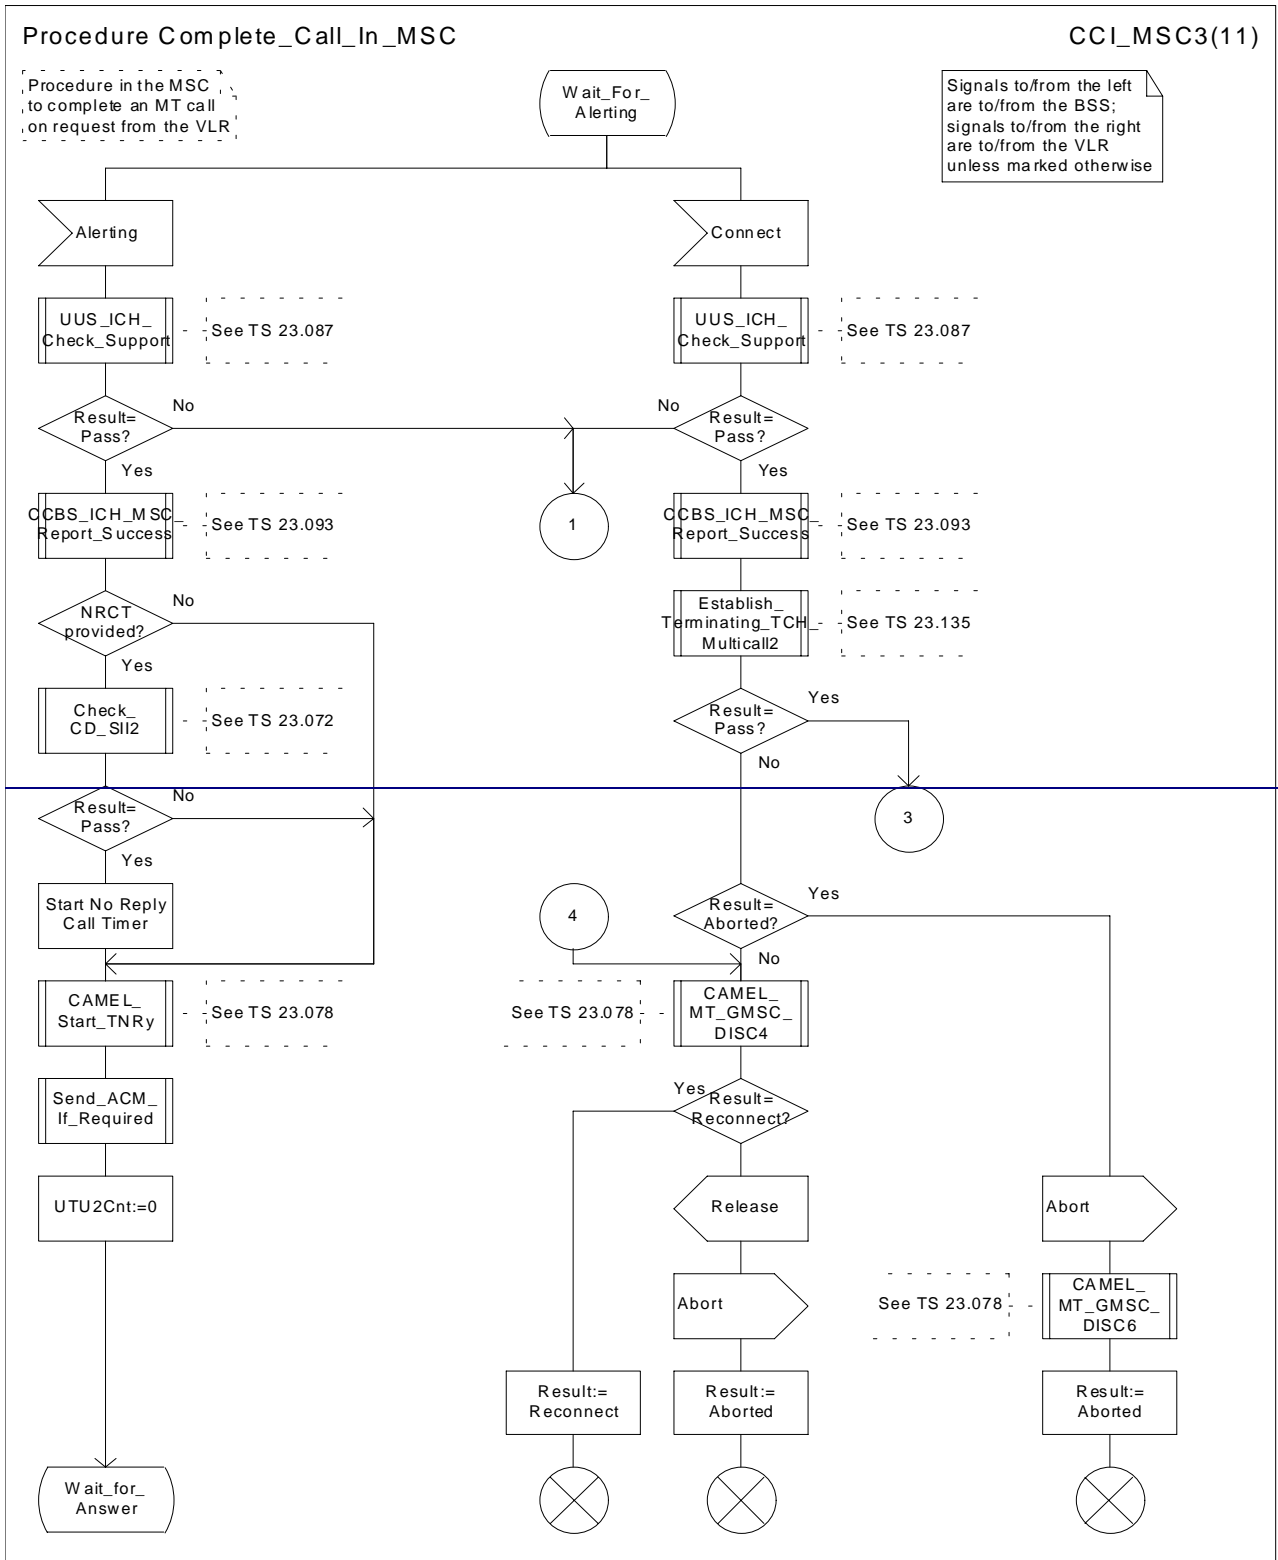 Procedure Complete_Call_In_MSC
CCI_MSC3(11)
Procedure in the MSC
to complete an MT call
on request from the VLR
Wait_For_
Alerting
Signals to/from the left
are to/from the BSS;
signals to/from the right
are to/from the VLR
unless marked otherwise
Alerting
Connect
UUS_ICH_
Check_Support
See TS 23.087
UUS_ICH_
Check_Support
See TS 23.087
Result=
Pass?
No
Yes
No
Result=
Pass?
Yes
CCBS_ICH_MSC_
Report_Success
See TS 23.093
1
CCBS_ICH_MSC_
Report_Success
See TS 23.093
NRCT
provided?
No
Yes
Establish_
Terminating_TCH_
Multicall2
See TS 23.135
Check_
CD_SII2
See TS 23.072
Result=
Pass?
Yes
No
Result=
Pass?
No
Yes
3
Start No Reply
Call Timer
4
Result=
Aborted?
Yes
No
CAMEL_
Start_TNRy
See TS 23.078
See TS 23.078
CAMEL_
MT_GMSC_
DISC4
Send_ACM_
If_Required
Yes
Result=
Reconnect?
UTU2Cnt:=0
Release
Abort
Abort
See TS 23.078
CAMEL_
MT_GMSC_
DISC6
Result:=
Reconnect
Result:=
Aborted
Result:=
Aborted
Wait_for_
Answer